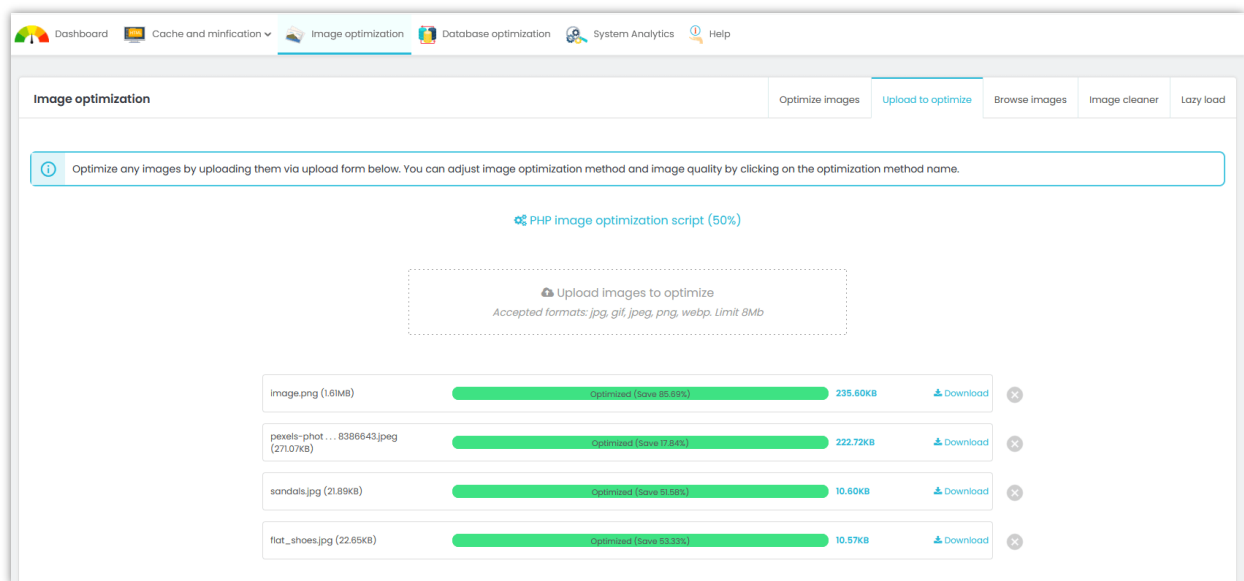 Dashboard Cache and minfication Image optimization Database optimization System Analytics Help
Image optimization Optimize images Upload to optimize Browse images Image cleaner Lazy load
Optimize any images by uploading them via upload form below. You can adjust image optimization method and image quality by clicking on the optimization method name.
PHP image optimization script (50%)
Upload images to optimize
Accepted formats: jpg, gif, jpeg, png, webp. Limit 8Mb
image.png (1.61MB) Optimized (Save 85.69%) 235.60KB Download
pexels-phot . . . 8386643.jpeg
(271.07KB) Optimized (Save 17.84%) 222.72KB Download
sandals.jpg (21.89KB) Optimized (Save 51.58%) 10.60KB Download
flat_shoes.jpg (22.65KB) Optimized (Save 53.33%) 10.57KB Download